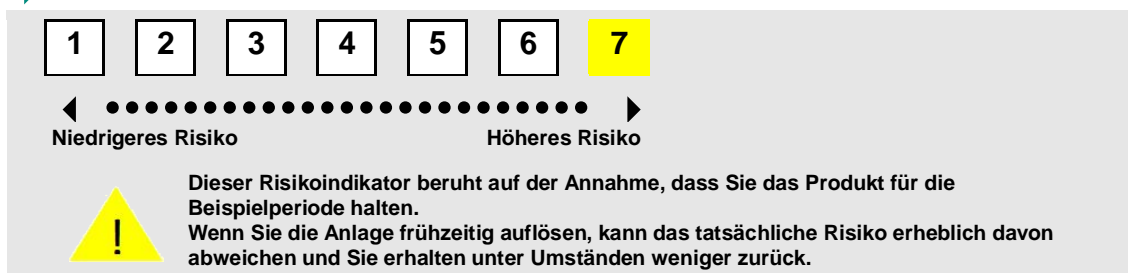 1 2 3 4 5 6 7
Niedrigeres Risiko Höheres Risiko
Dieser Risikoindikator beruht auf der Annahme, dass Sie das Produkt für die
Beispielperiode halten.
!
Wenn Sie die Anlage frühzeitig auflösen, kann das tatsächliche Risiko erheblich davon
abweichen und Sie erhalten unter Umständen weniger zurück.